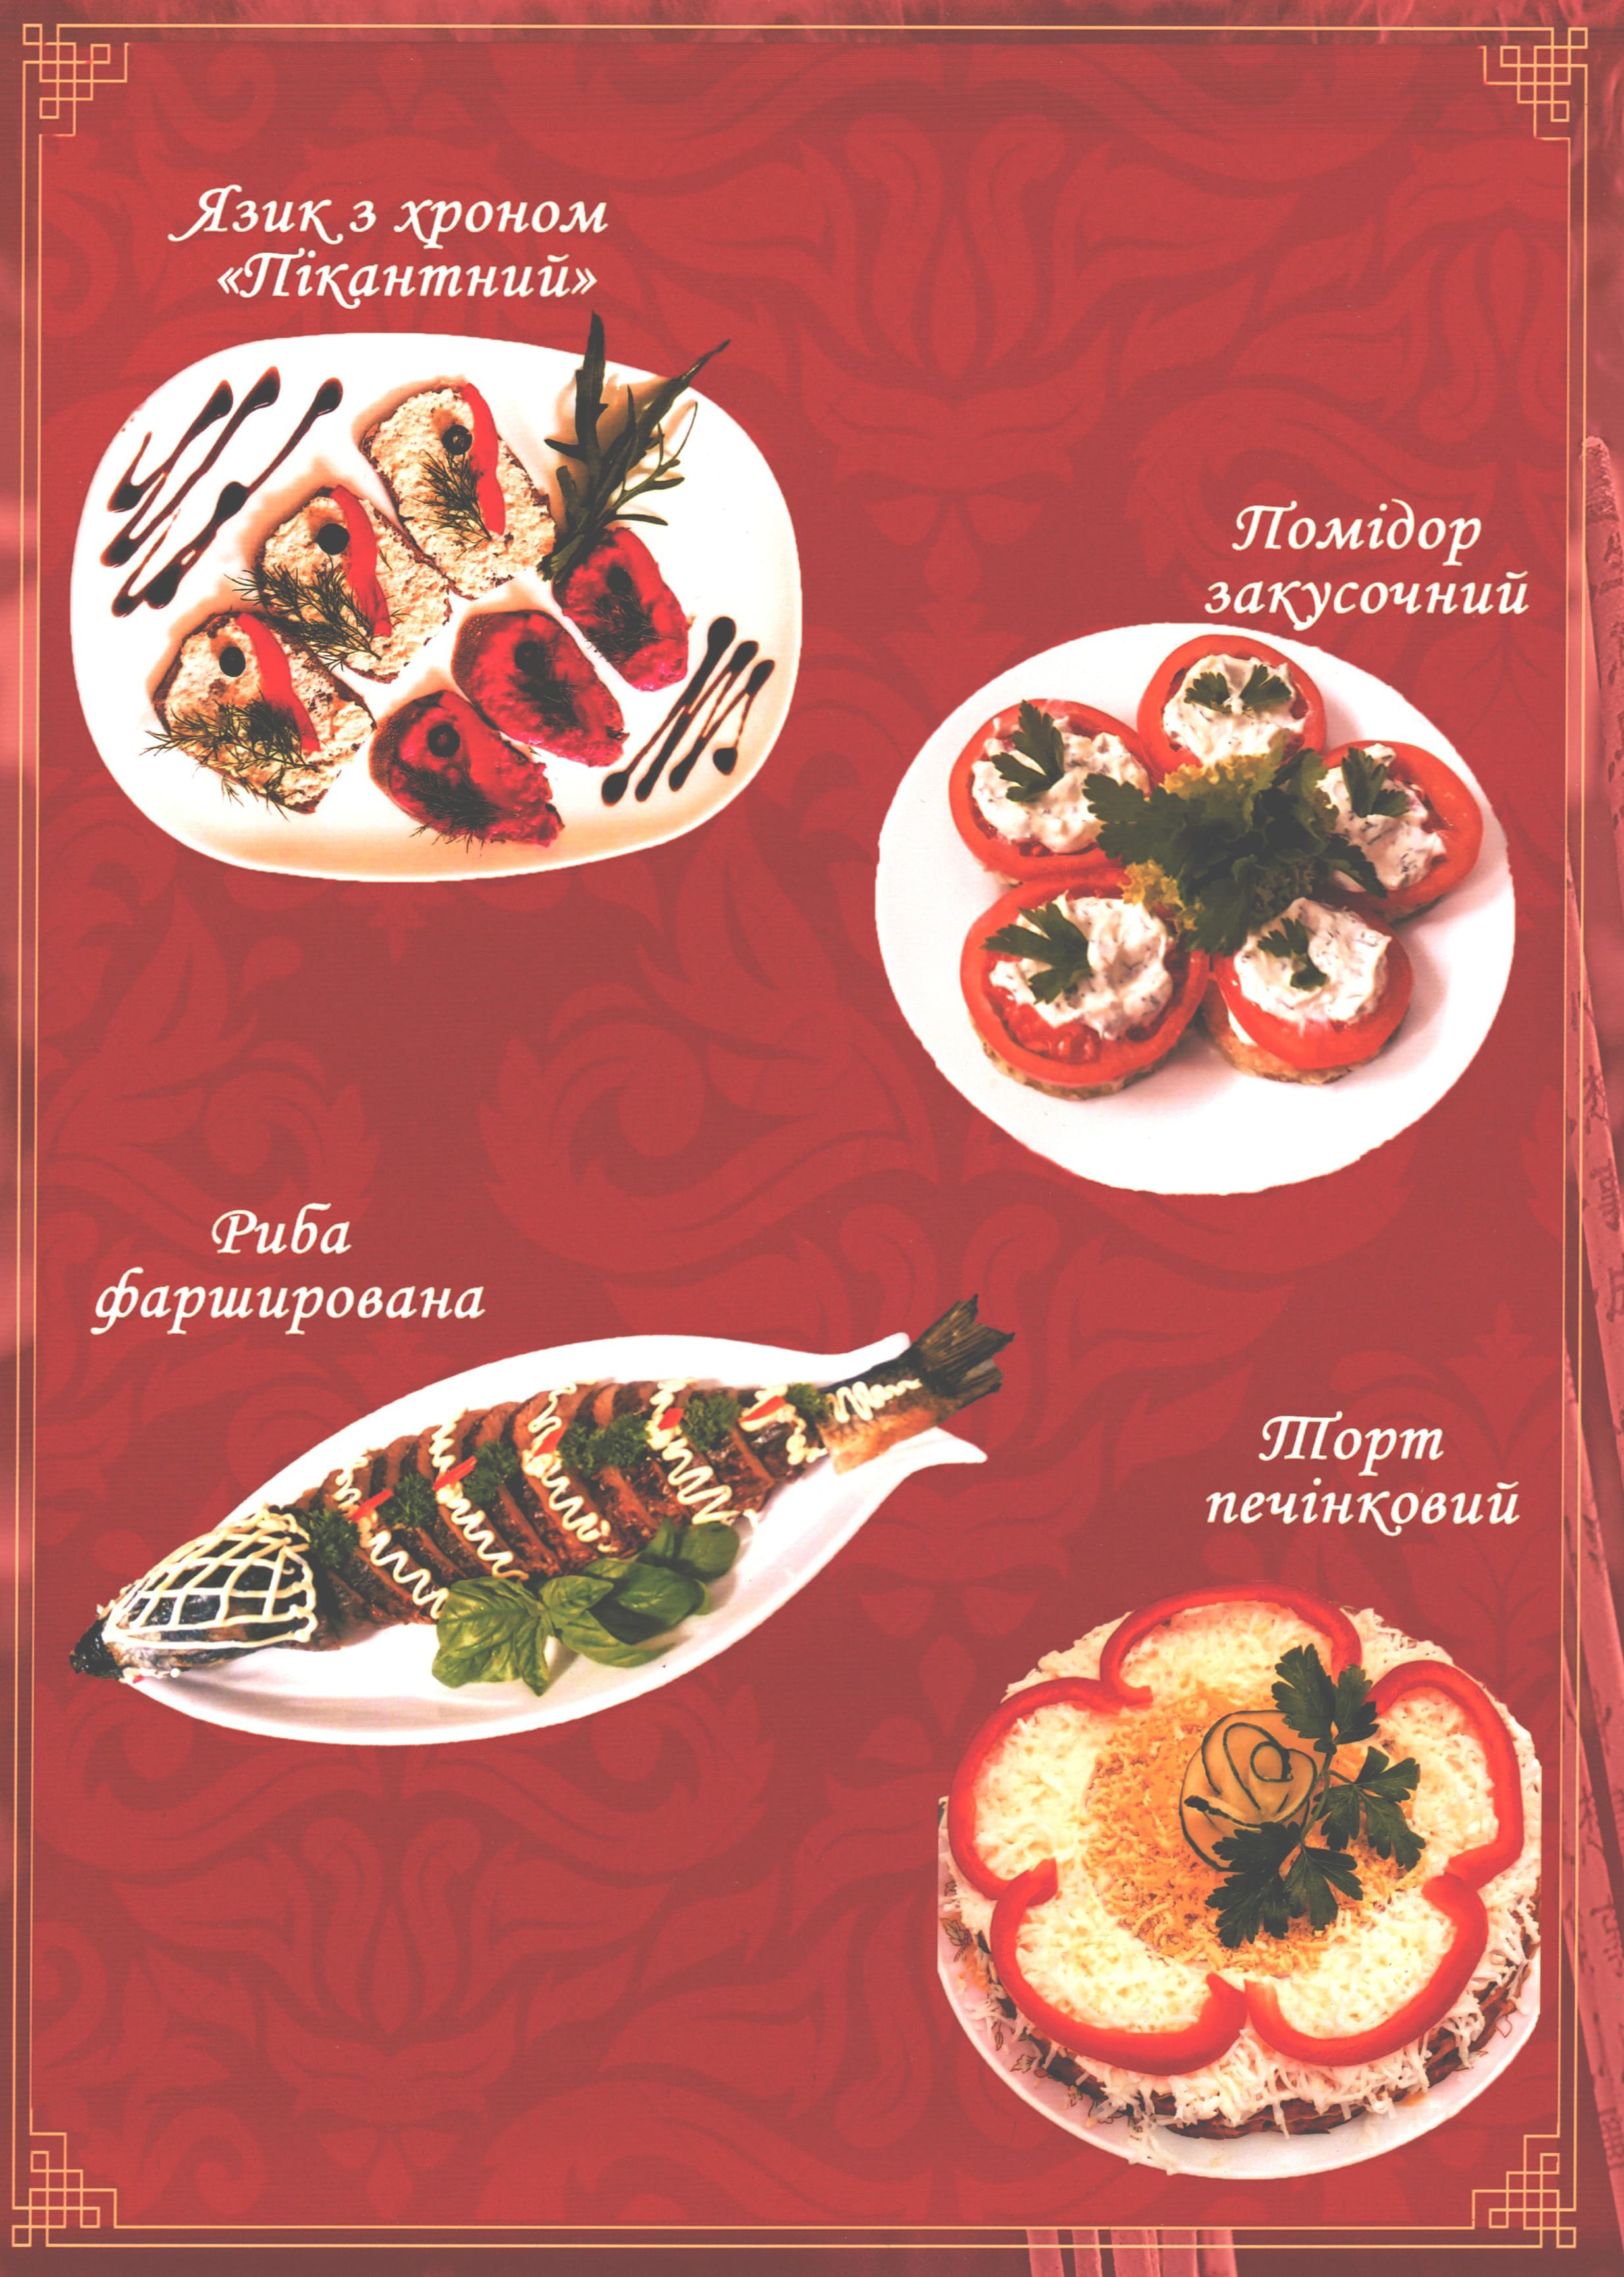 Язик з хроном
«Пікантний»
Помідор
закусочний
Риба
фарширована
Торт
печінковий